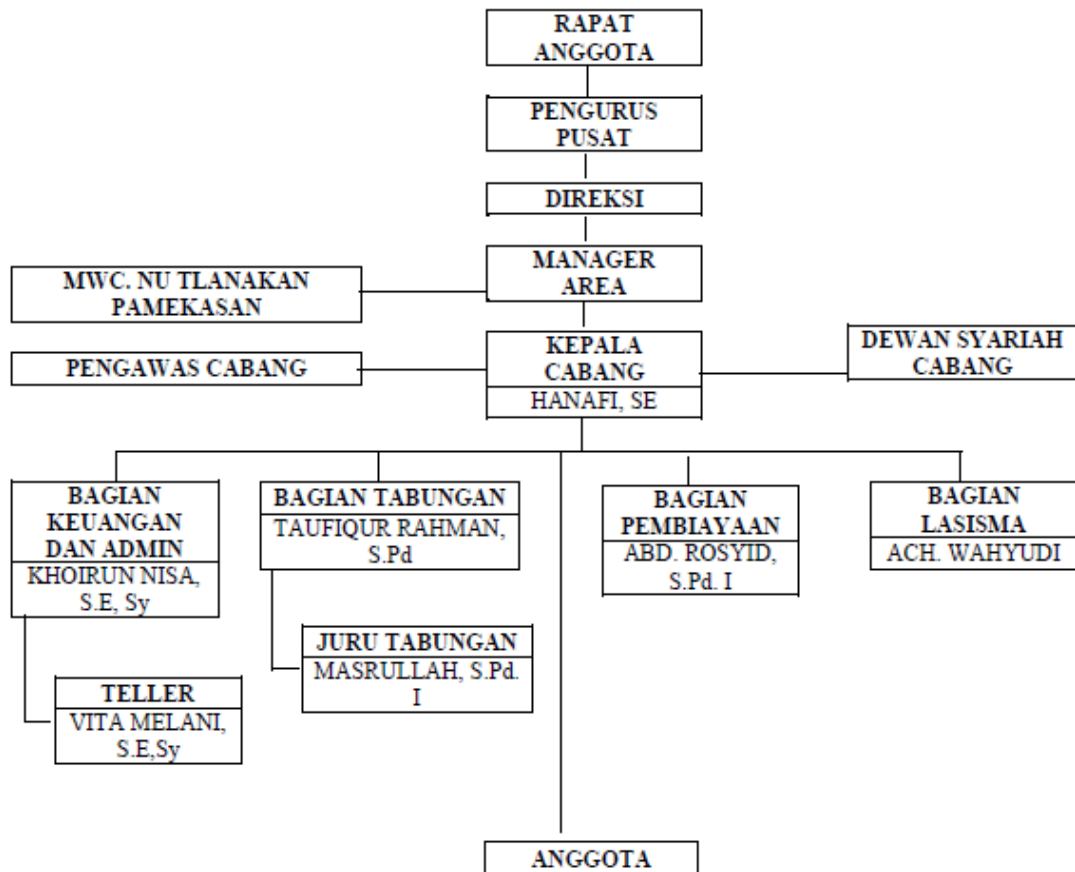 RAPAT
ANGGOTA
PENGURUS
PUSAT
DIREKSI
MANAGER
AREA
MWC. NU TLANAKAN
PAMEKASAN
KEPALA
CABANG
HANAFI, SE
PENGAWAS CABANG
DEWAN SYARIAH
CABANG
BAGIAN
KEUANGAN
DAN ADMIN
KHOIRUN NISA,
S.E, Sy
BAGIAN TABUNGAN
TAUFIQUR RAHMAN,
S.Pd
BAGIAN
PEMBIAYAAN
ABD. ROSYID,
S.Pd. I
BAGIAN
LASISMA
ACH. WAHYUDI
JURU TABUNGAN
MASRULLAH, S.Pd.
I
TELLER
VITA MELANI,
S.E,Sy
ANGGOTA